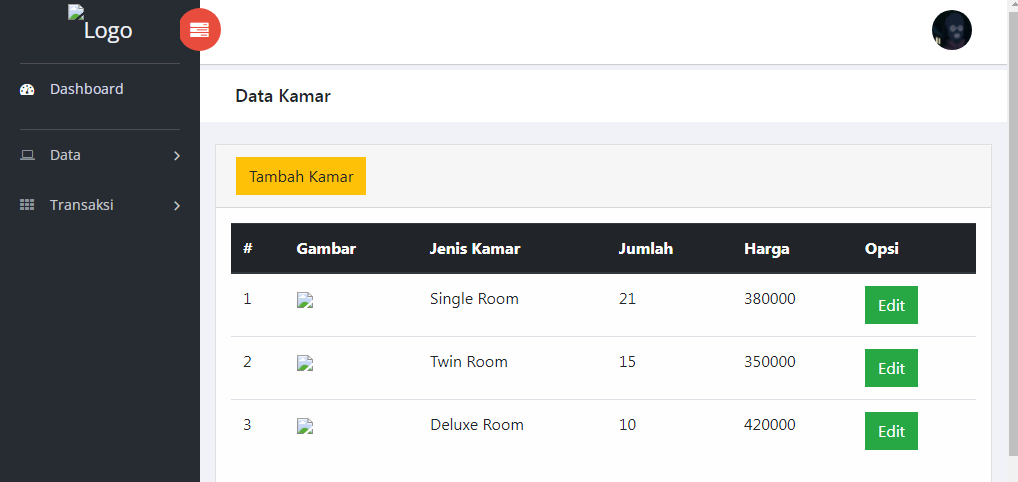 Logo
Dashboard
Data
Transaksi
Data Kamar
Tambah Kamar
# Gambar Jenis Kamar Jumlah Harga Opsi
1 Single Room 21 380000 Edit
2 Twin Room 15 350000 Edit
3 Deluxe Room 10 420000 Edit